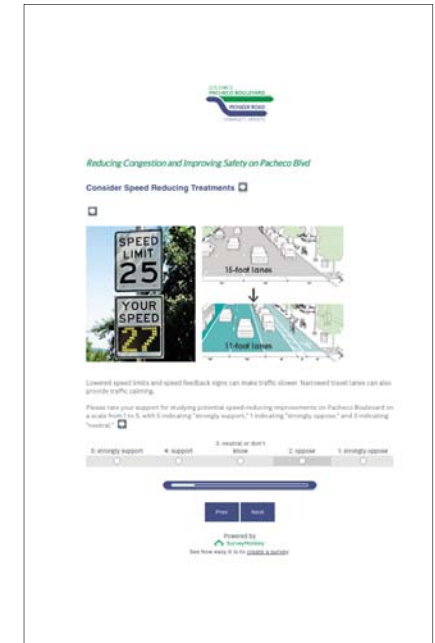 LOS BANOS
PACHECO BOULEVARD
PIONEER ROAD
COMPLETE STREETS
Reducing Congestion and Improving Safety on Pacheco Blvd
Consider Speed Reducing Treatments
SPEED
LIMIT
25
YOUR
SPEED
27
15-foot lanes
11-foot lanes
Lowered speed limits and speed feedback signs can make traffic slower. Narrowed travel lanes can also
provide traffic calming.
Please rate your support for studying potential speed-reducing improvements on Pacheco Boulevard on
a scale from 1 to 5, with 5 indicating "strongly support," 1 indicating "strongly oppose," and 3 indicating
"neutral."
5: strongly support
4: support
3: neutral or don't
know
2: oppose
1: strongly oppose
Prev
Next
Powered by
SurveyMonkey
See how easy it is to create a survey.